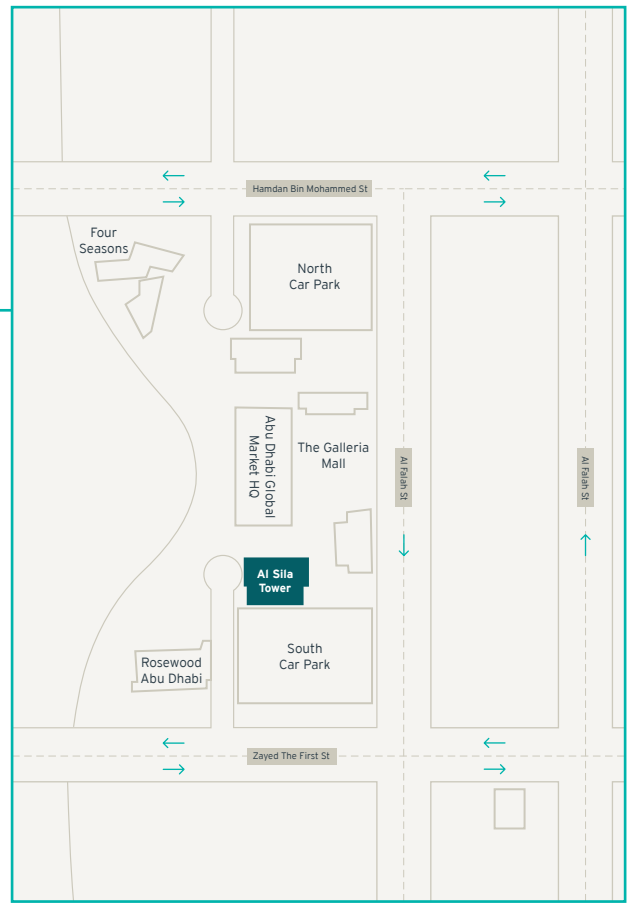 Hamdan Bin Mohammed St
Four
Seasons
North
Car Park
Abu Dhabi Global
Market HQ
The Galleria
Mall
Al Falah St
Al Falah St
Al Sila
Tower
South
Car Park
Rosewood
Abu Dhabi
Zayed The First St